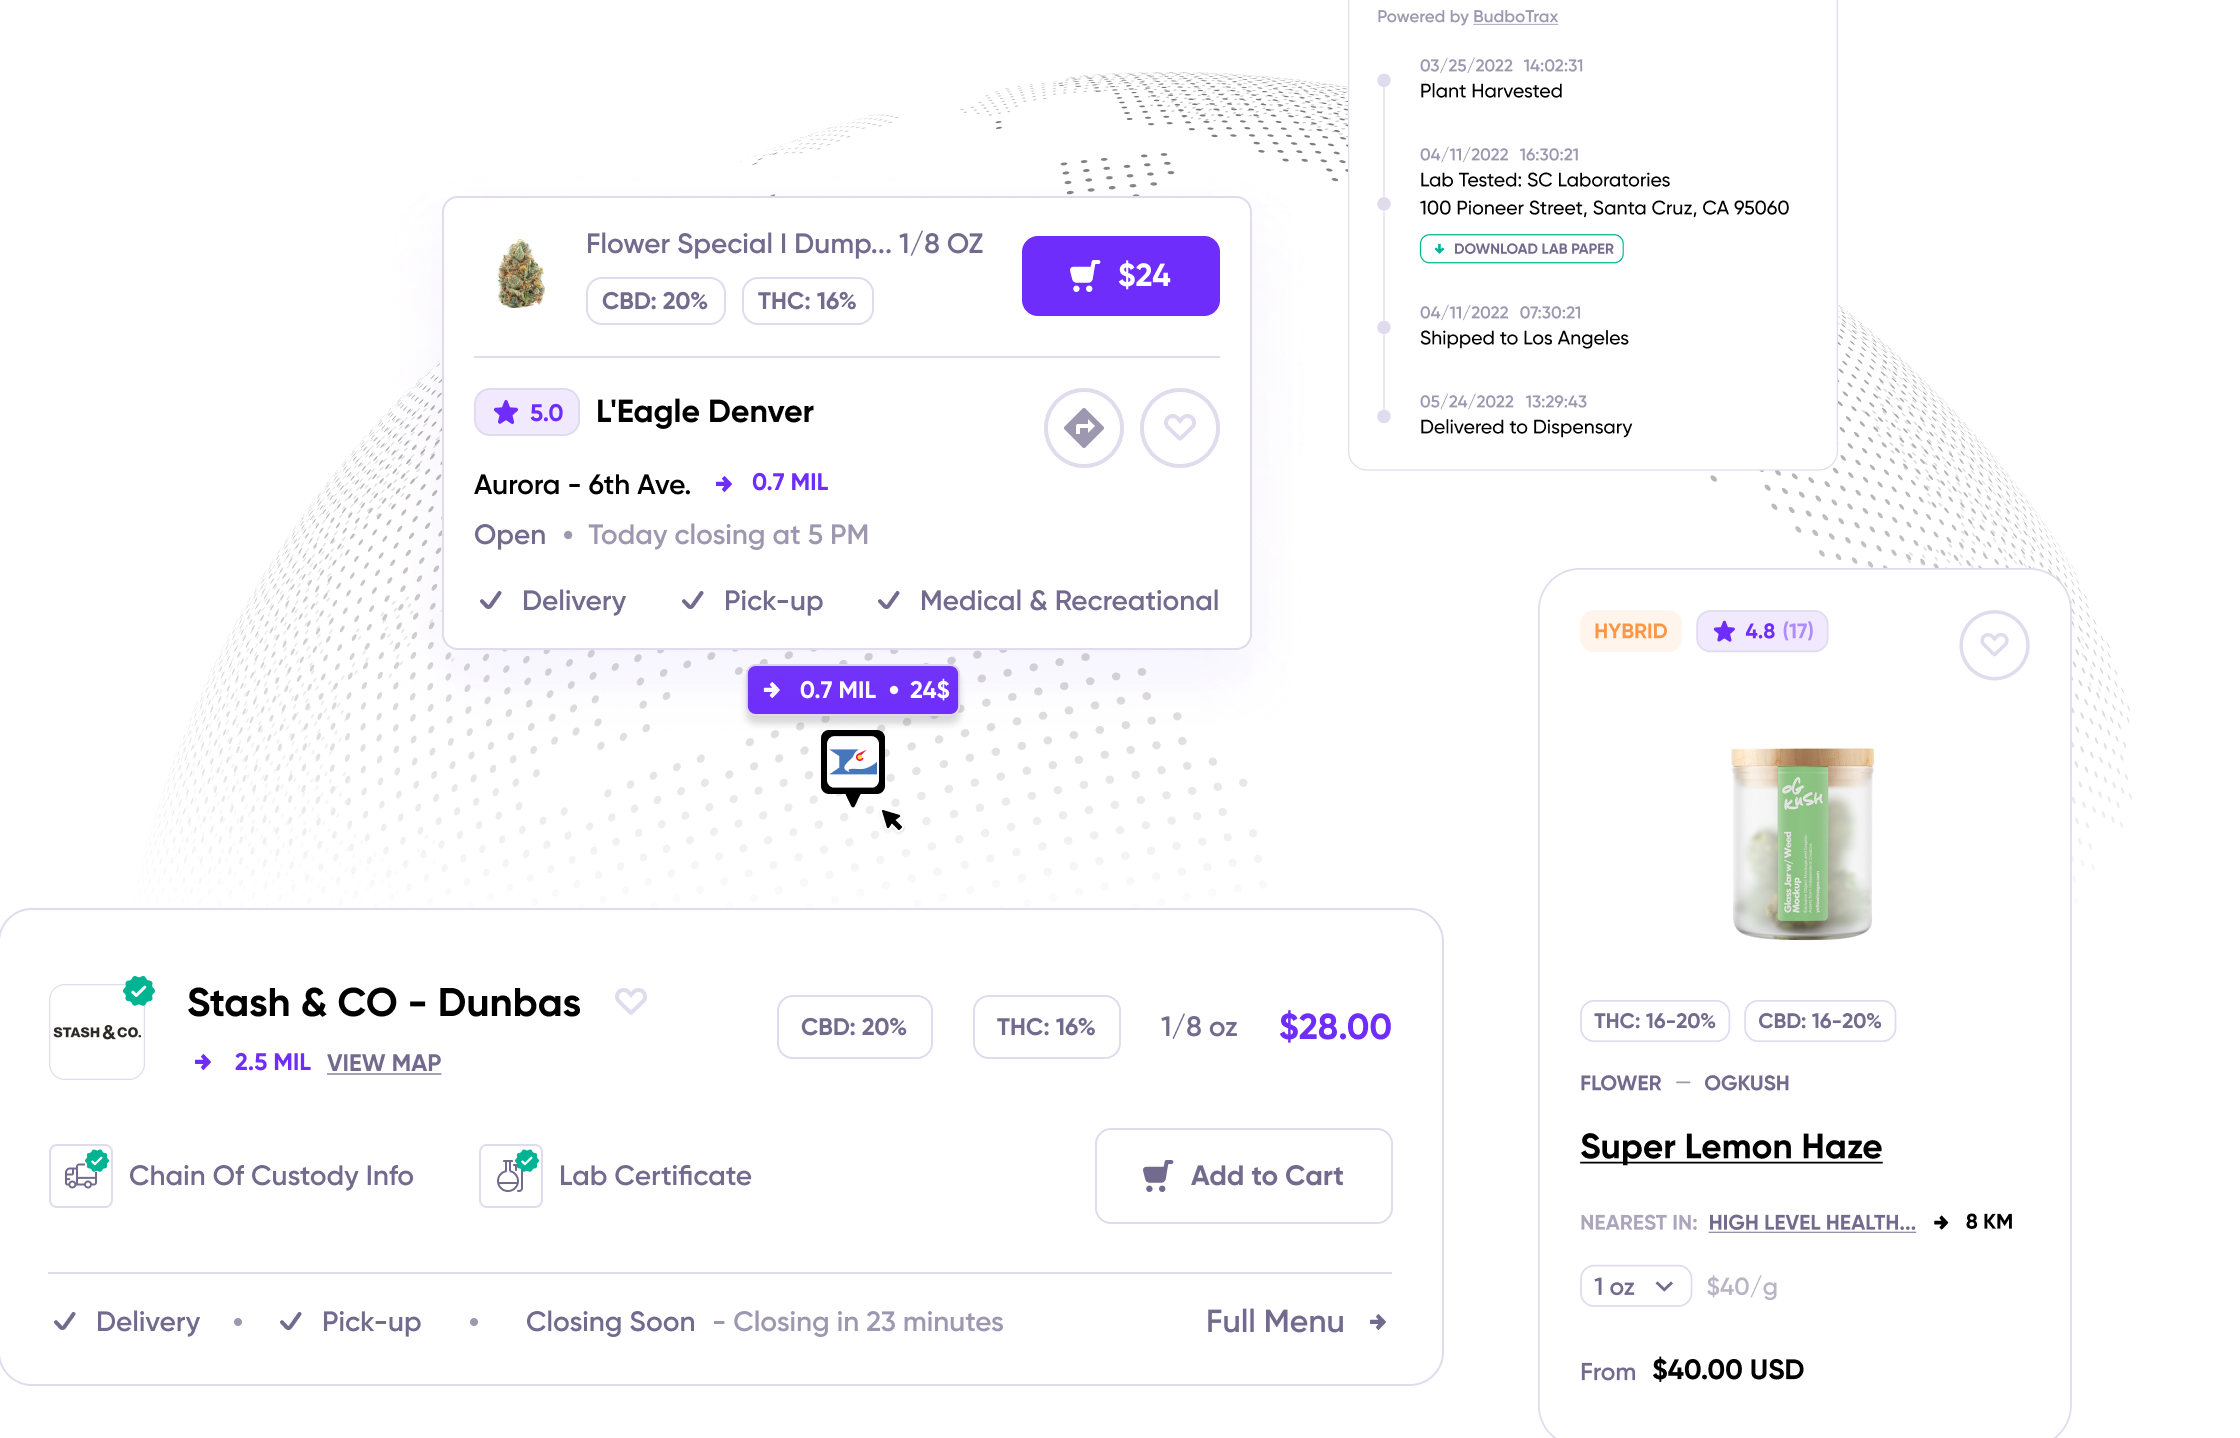 Powered by BudboTrax
03/25/2022 14:02:31
Plant Harvested
04/11/2022 16:30:21
Lab Tested: SC Laboratories
100 Pioneer Street, Santa Cruz, CA 95060
DOWNLOAD LAB PAPER
04/11/2022 07:30:21
Shipped to Los Angeles
05/24/2022 13:29:43
Delivered to Dispensary
Flower Special I Dump... 1/8 OZ
CBD: 20% THC: 16%
$24
5.0 L'Eagle Denver
Aurora - 6th Ave. 0.7 MIL
Open • Today closing at 5 PM
Delivery Pick-up Medical & Recreational
0.7 MIL • 24$
HYBRID 4.8 (17)
OG
KUSH
Glass Jar w/ Weed
Mockup
THC: 16-20% CBD: 16-20%
FLOWER — OGKUSH
Super Lemon Haze
NEAREST IN: HIGH LEVEL HEALTH... 8 KM
1 oz $40/g
From $40.00 USD
STASH & CO.
Stash & CO - Dunbas
2.5 MIL VIEW MAP
CBD: 20% THC: 16% 1/8 oz $28.00
Chain Of Custody Info Lab Certificate
Add to Cart
Delivery • Pick-up • Closing Soon - Closing in 23 minutes
Full Menu